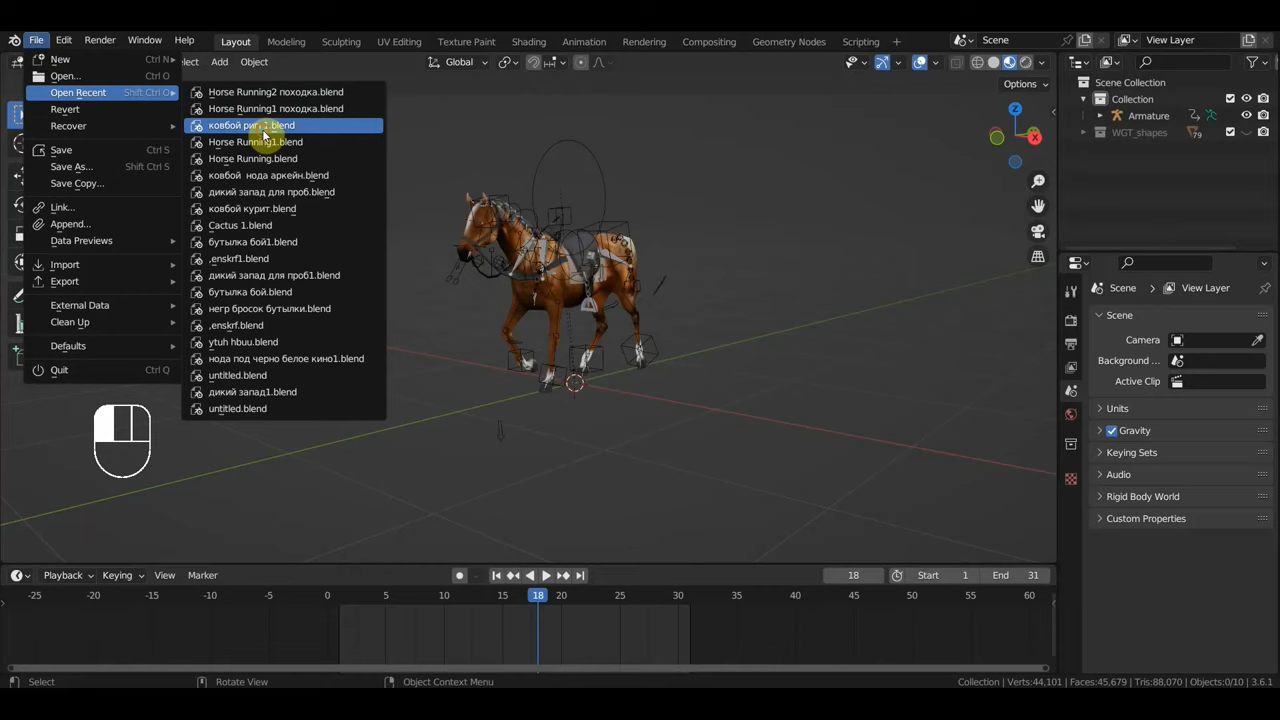 File Edit Render Window Help Layout Modeling Sculpting UV Editing Texture Paint Shading Animation Rendering Compositing Geometry Nodes Scripting Scene View Layer
New Ctrl N
Open... Ctrl O
Open Recent Shift Ctrl O
Revert
Recover
Save Ctrl S
Save As... Shift Ctrl S
Save Copy...
Link...
Append...
Data Previews
Import
Export
External Data
Clean Up
Defaults
Quit Ctrl Q
Horse Running2 походка.blend
Horse Running1 походка.blend
Horse Running1.blend
Horse Running.blend
ковбой нода аркейн.blend
дикий запад для проб.blend
ковбой курит.blend
Cactus 1.blend
бутылка бой1.blend
,enskrf1.blend
дикий запад для проб1.blend
бутылка бой.blend
негр бросок бутылки.blend
,enskrf.blend
ytuh hbuu.blend
нода под черно белое кино1.blend
untitled.blend
дикий запад1.blend
untitled.blend
Add Object Global
Options
Scene Collection
Collection
Armature
WGT_shapes 79
Scene View Layer
Scene
Camera
Background ...
Active Clip
Units
Gravity
Keying Sets
Audio
Rigid Body World
Custom Properties
Playback Keying View Marker 18 Start 1 End 31
-25 -20 -15 -10 -5 0 5 10 15 18 20 25 30 35 40 45 50 55 60
Select Rotate View Object Context Menu Collection | Verts:44,101 | Faces:45,679 | Tris:88,070 | Objects:0/10 | 3.6.1